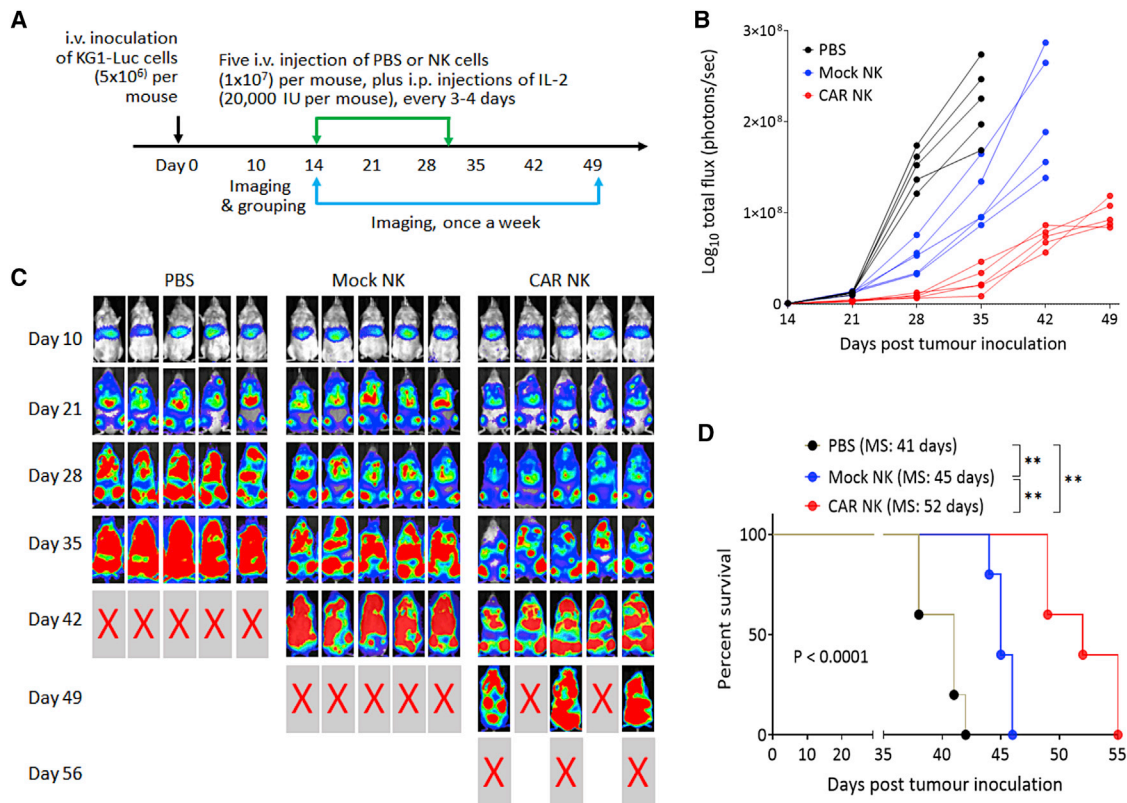 A
i.v. inoculation
of KG1-Luc cells
(5x10⁶) per
mouse
Five i.v. injection of PBS or NK cells
(1x10⁷) per mouse, plus i.p. injections of IL-2
(20,000 IU per mouse), every 3-4 days
Day 0 10 14 21 28 35 42 49
Imaging
& grouping
Imaging, once a week
B
Log₁₀ total flux (photons/sec)
3×10⁸
2×10⁸
1×10⁸
0
PBS
Mock NK
CAR NK
14 21 28 35 42 49
Days post tumour inoculation
C
PBS Mock NK CAR NK
Day 10
Day 21
Day 28
Day 35
Day 42
X X X X X
Day 49
X X X X X X X
Day 56
X X X
D
PBS (MS: 41 days)
Mock NK (MS: 45 days)
CAR NK (MS: 52 days)
**
**
**
Percent survival
100
50
0
P < 0.0001
0 10 20 35 40 45 50 55
Days post tumour inoculation